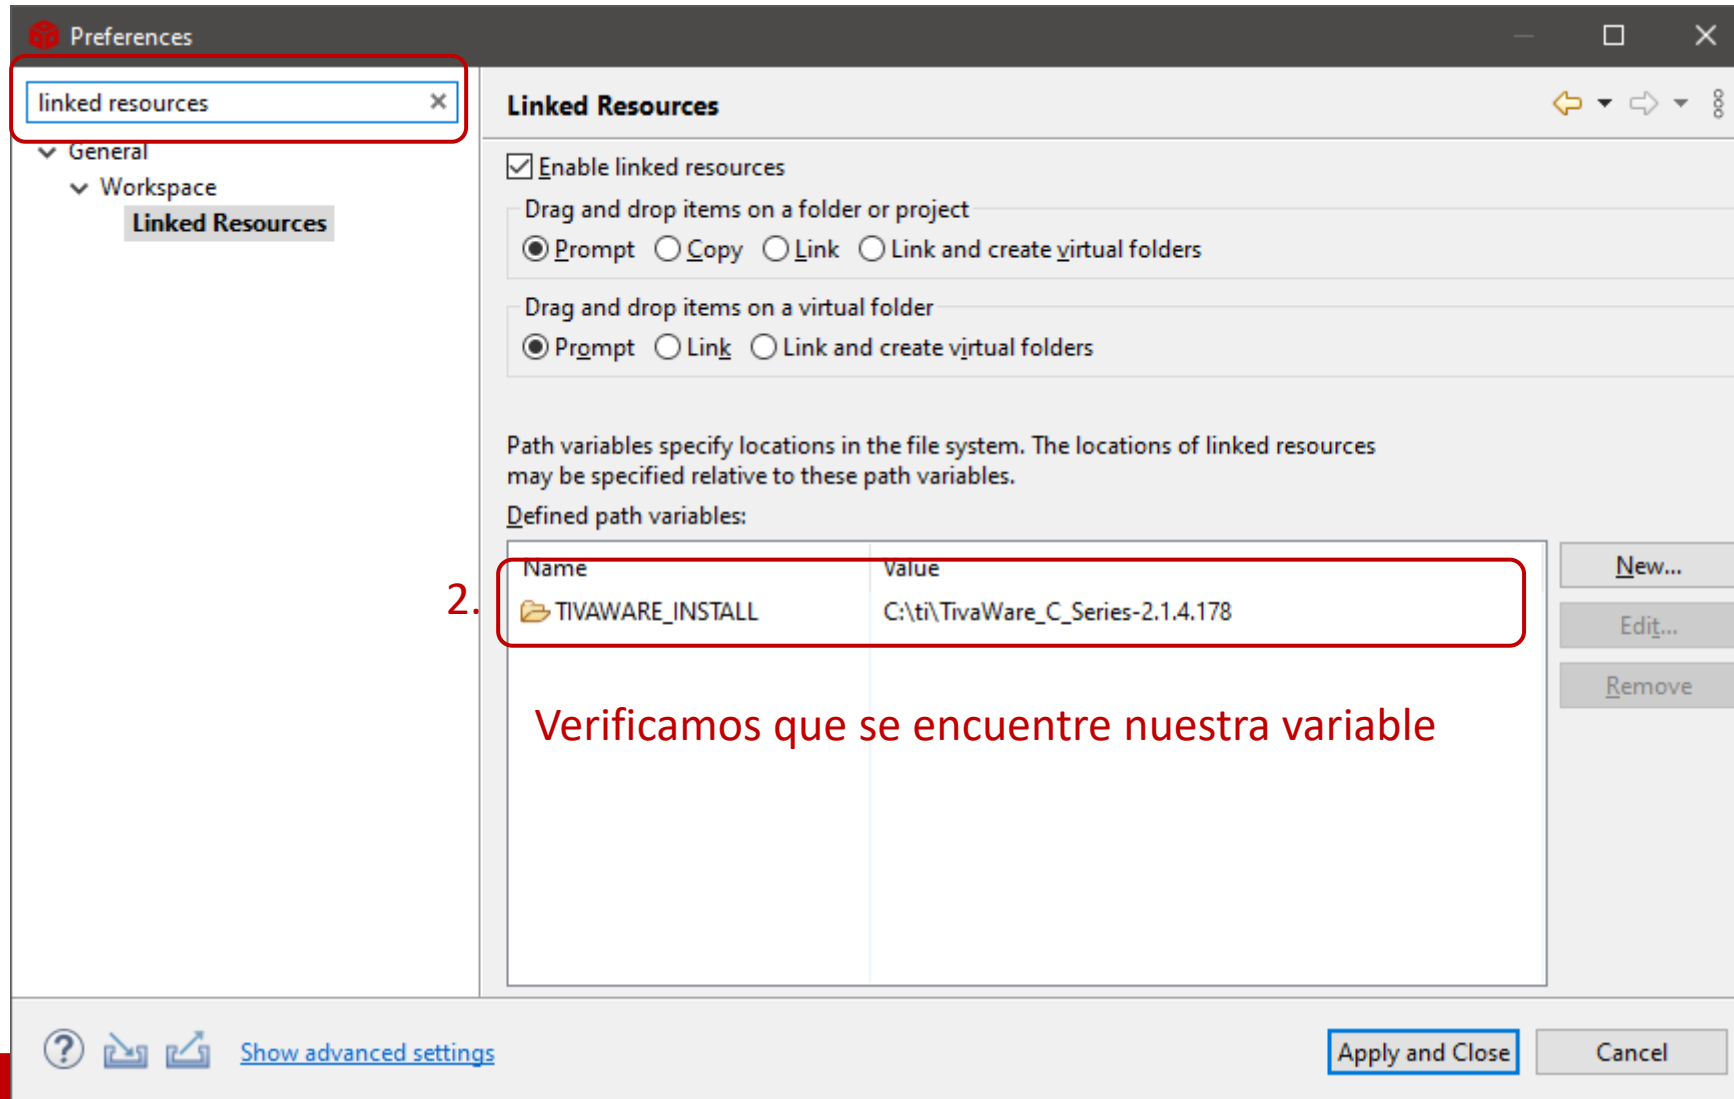 Preferences
linked resources
General
Workspace
Linked Resources
Linked Resources
Enable linked resources
Drag and drop items on a folder or project
Prompt Copy Link Link and create virtual folders
Drag and drop items on a virtual folder
Prompt Link Link and create virtual folders
Path variables specify locations in the file system. The locations of linked resources
may be specified relative to these path variables.
Defined path variables:
Name Value
2. TIVAWARE_INSTALL C:\ti\TivaWare_C_Series-2.1.4.178
New...
Edit...
Remove
Verificamos que se encuentre nuestra variable
Show advanced settings
Apply and Close Cancel